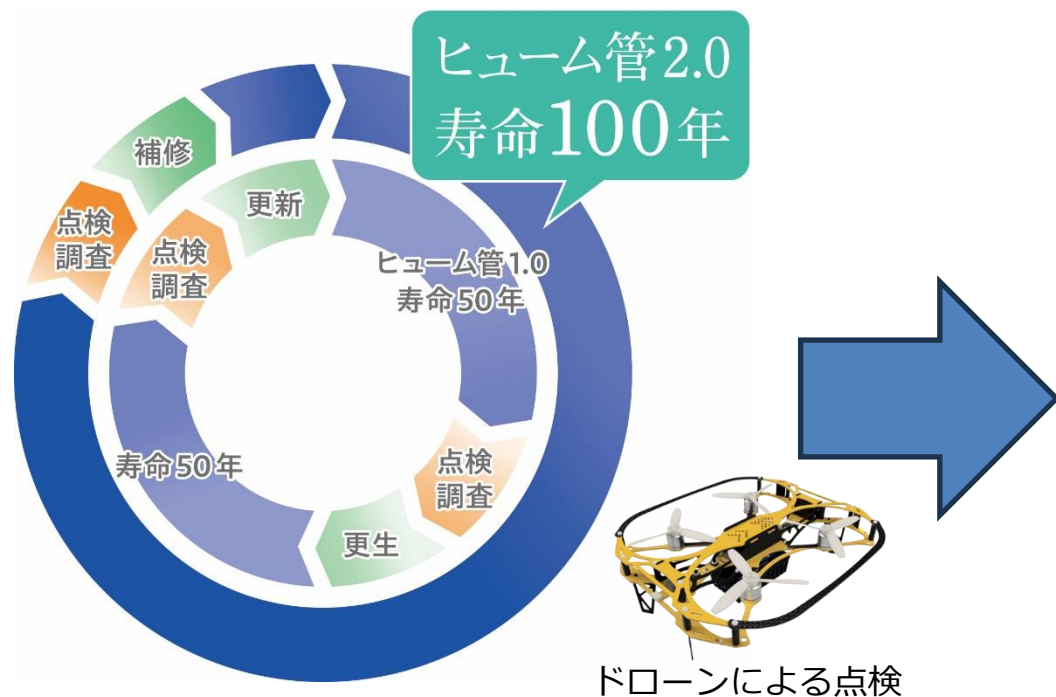 ヒューム管2.0
寿命100年
補修
更新
点検
調査
点検
調査
ヒューム管1.0
寿命50年
寿命50年
点検
調査
更生
ドローンによる点検